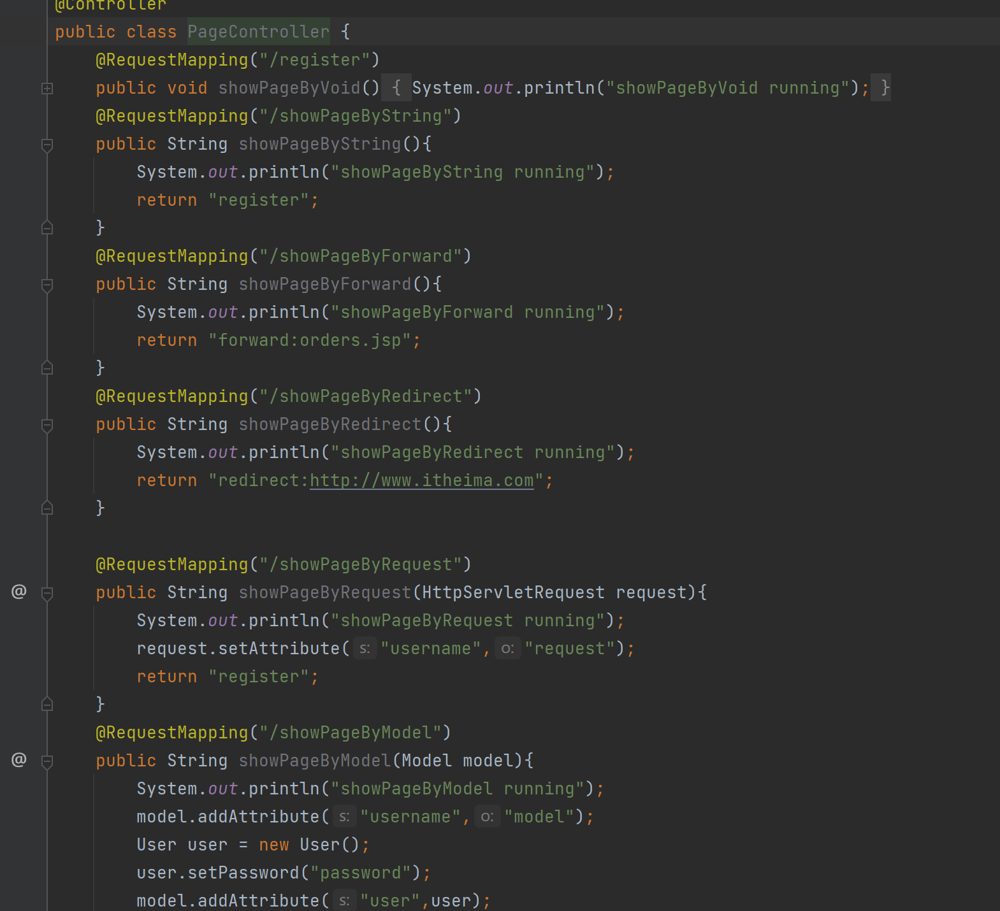 @Controller
public class PageController {
@RequestMapping("/register")
public void showPageByVoid() { System.out.println("showPageByVoid running"); }
@RequestMapping("/showPageByString")
public String showPageByString(){
System.out.println("showPageByString running");
return "register";
}
@RequestMapping("/showPageByForward")
public String showPageByForward(){
System.out.println("showPageByForward running");
return "forward:orders.jsp";
}
@RequestMapping("/showPageByRedirect")
public String showPageByRedirect(){
System.out.println("showPageByRedirect running");
return "redirect:http://www.itheima.com";
}
@RequestMapping("/showPageByRequest")
@ public String showPageByRequest(HttpServletRequest request){
System.out.println("showPageByRequest running");
request.setAttribute( s: "username", o: "request");
return "register";
}
@RequestMapping("/showPageByModel")
@ public String showPageByModel(Model model){
System.out.println("showPageByModel running");
model.addAttribute( s: "username", o: "model");
User user = new User();
user.setPassword("password");
model.addAttribute( s: "user",user);